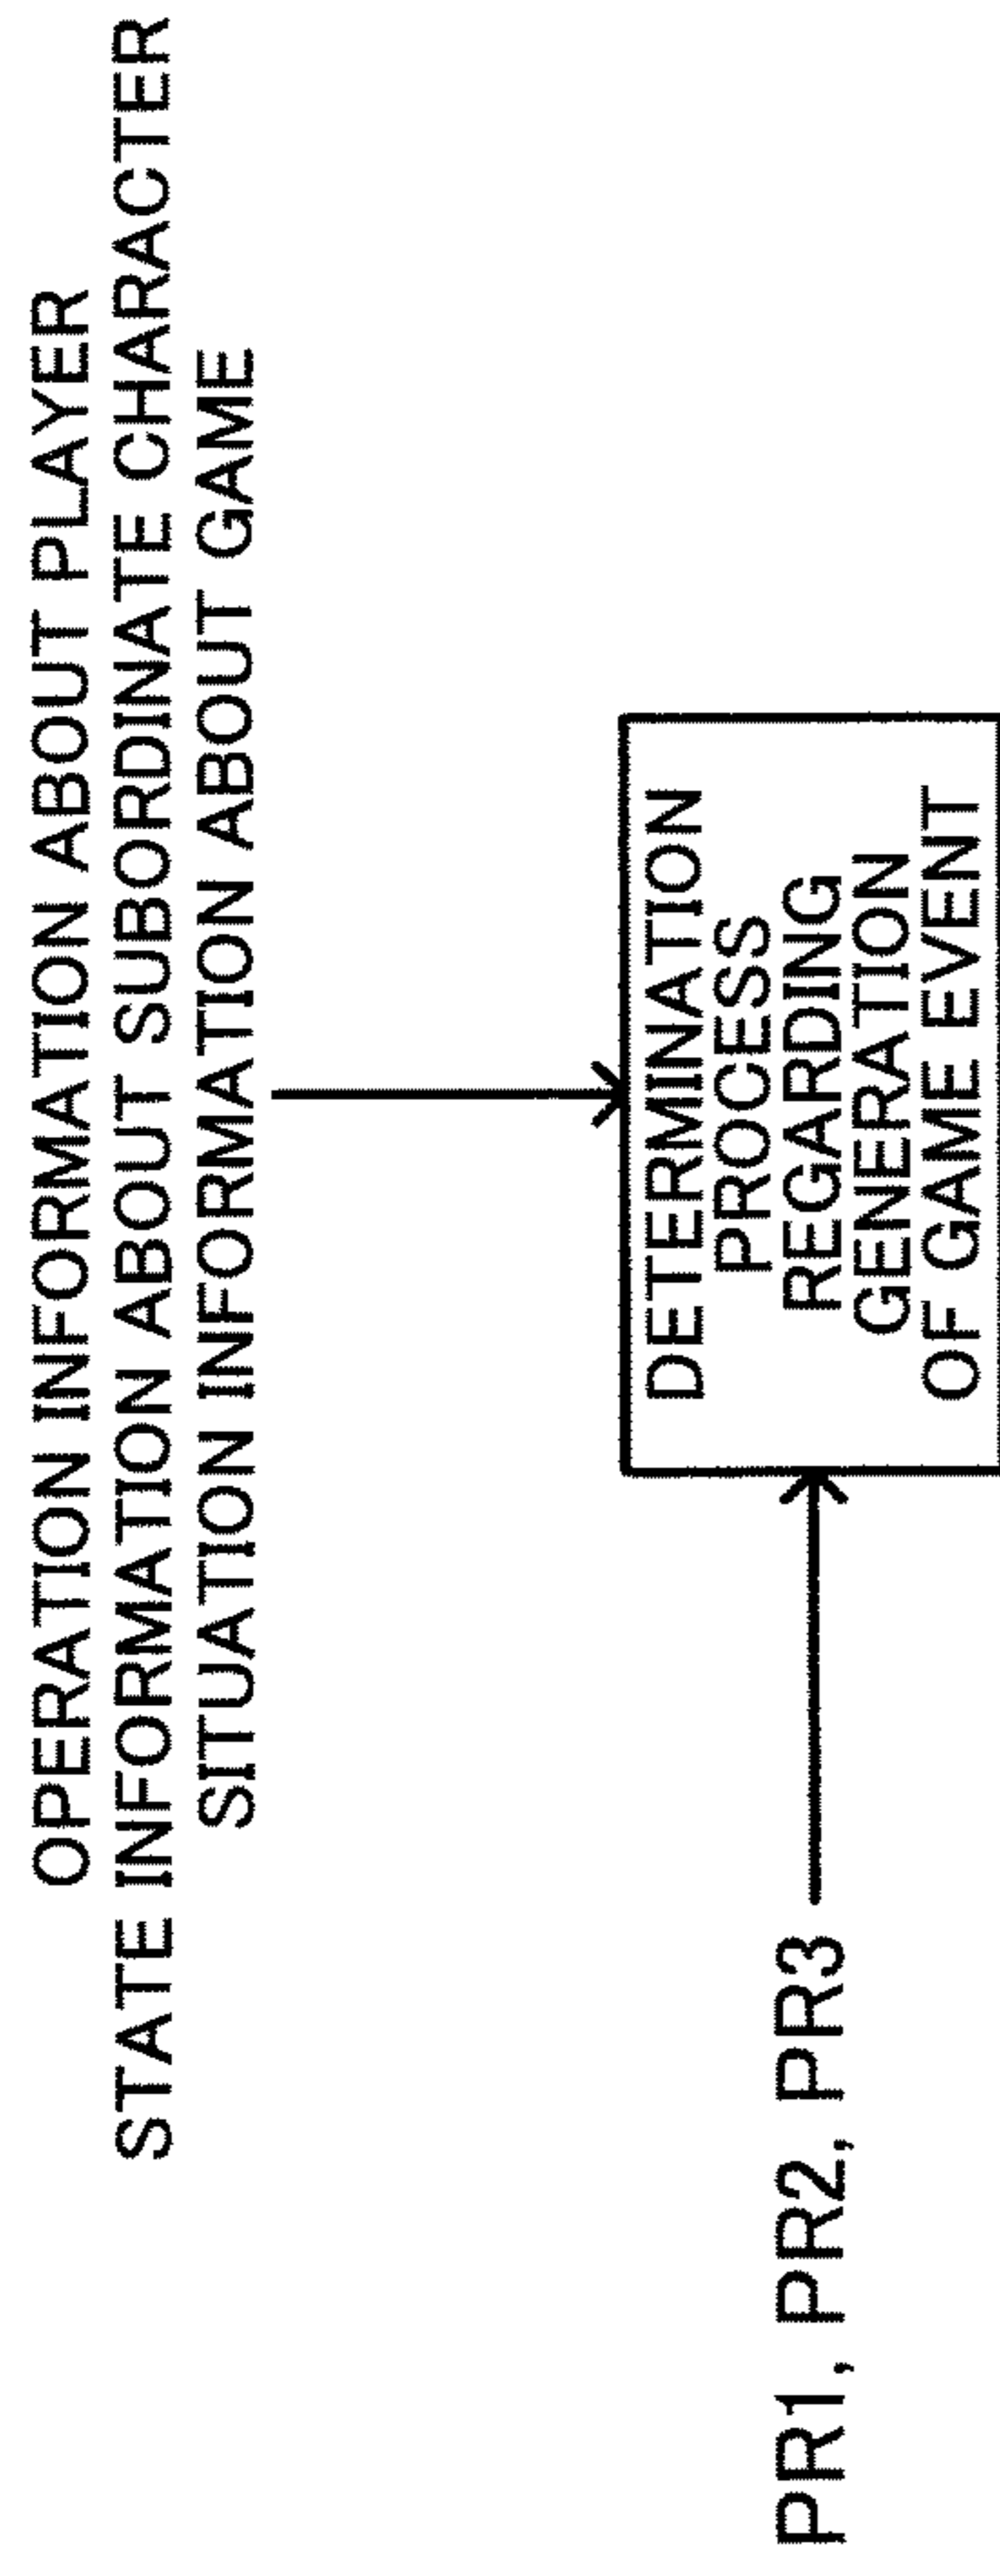 OPERATION INFORMATION ABOUT PLAYER
STATE INFORMATION ABOUT SUBORDINATE CHARACTER
SITUATION INFORMATION ABOUT GAME
DETERMINATION
PROCESS
REGARDING
GENERATION
OF GAME EVENT
PR1, PR2, PR3